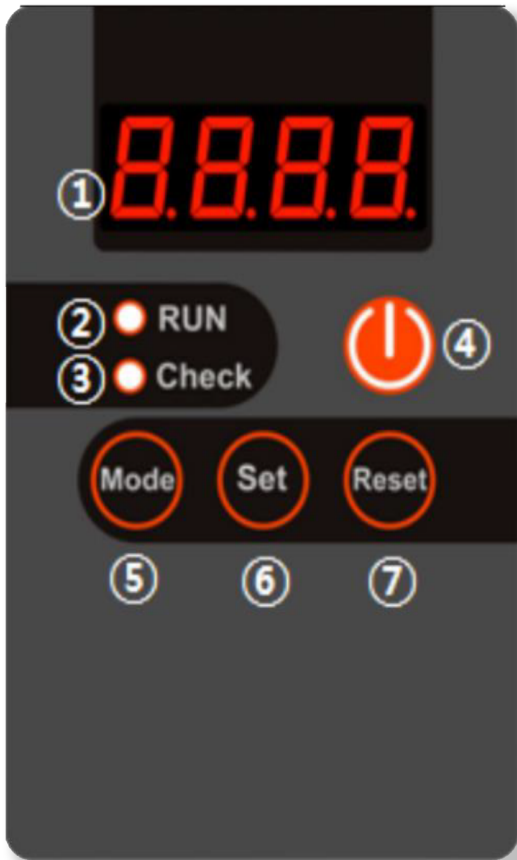 ① 8.8.8.8.
② RUN ④
③ Check
Mode Set Reset
⑤ ⑥ ⑦